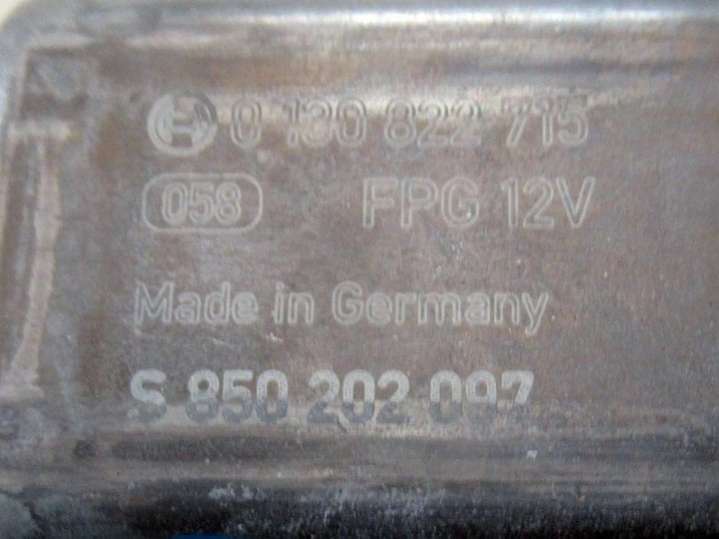 0 130 822 715
058 FPG 12V
Made in Germany
S 850 202 097